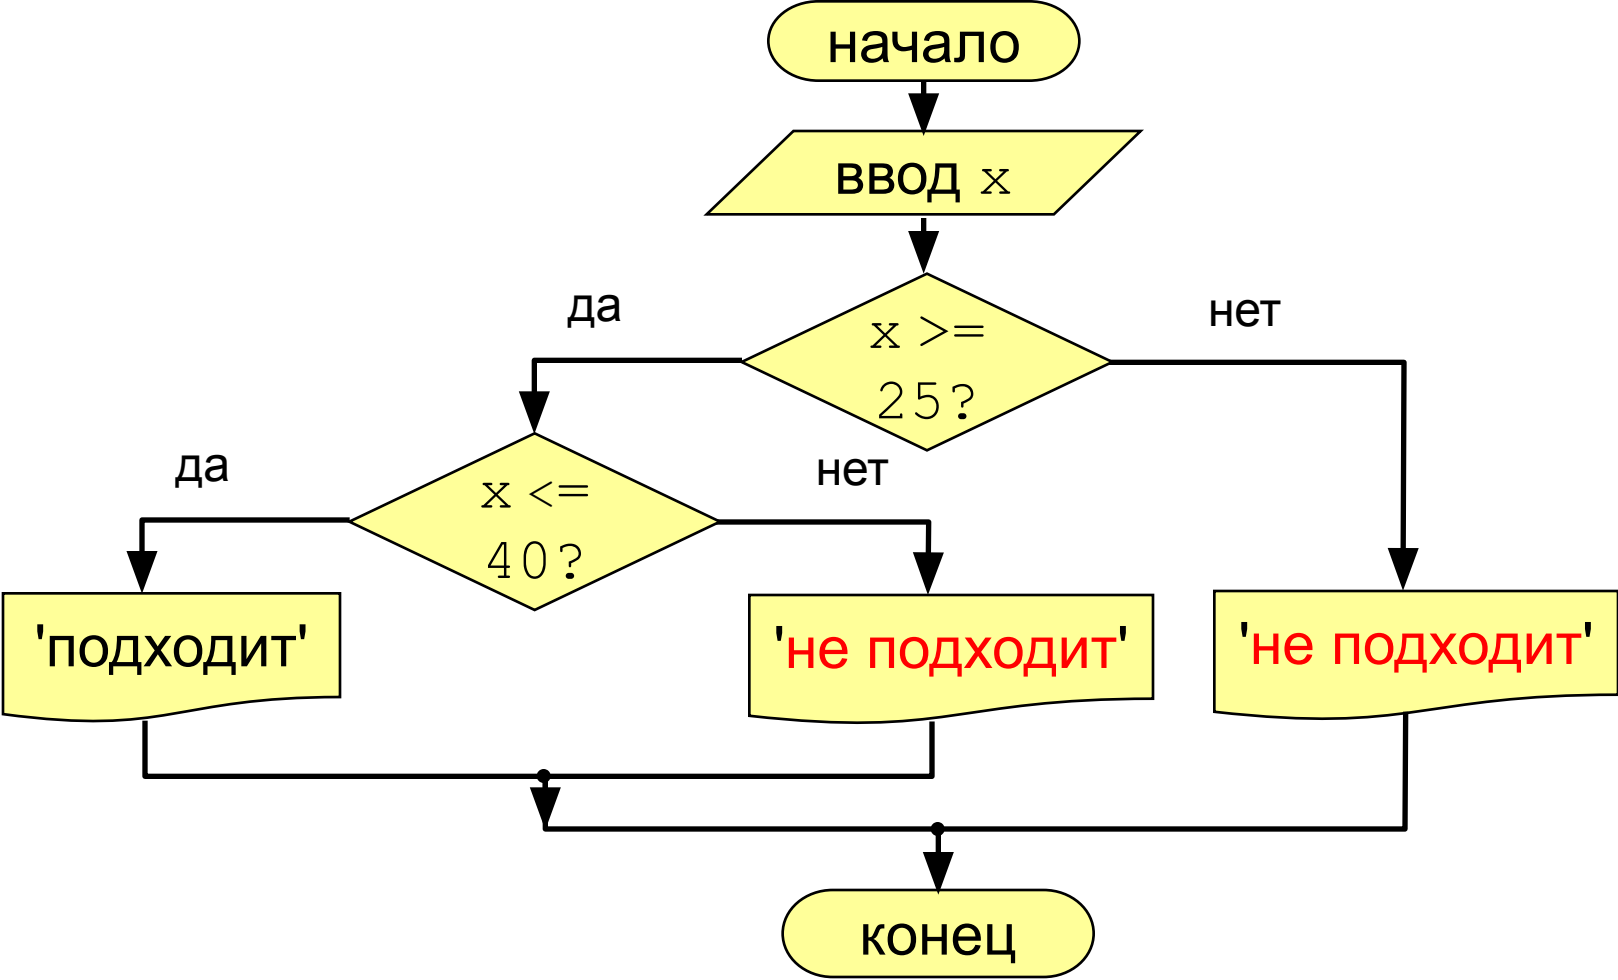 начало
ввод x
да
нет
x >=
25?
да
нет
x <=
40?
'подходит'
'не подходит'
'не подходит'
конец